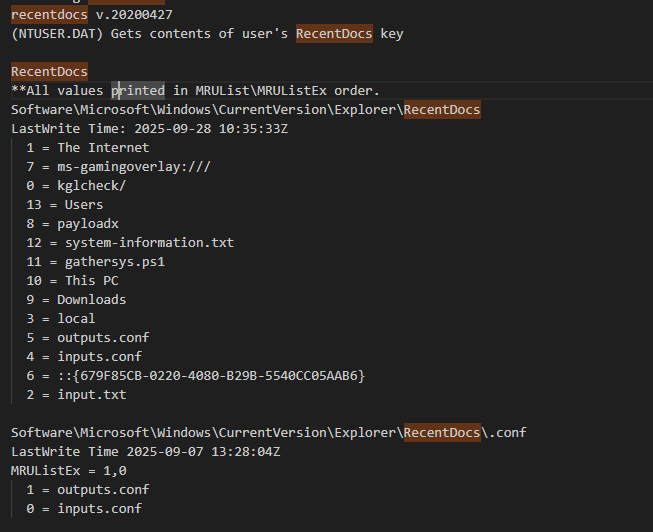 recentdocs v.20200427
(NTUSER.DAT) Gets contents of user's RecentDocs key
RecentDocs
**All values printed in MRUList\MRUListEx order.
Software\Microsoft\Windows\CurrentVersion\Explorer\RecentDocs
LastWrite Time: 2025-09-28 10:35:33Z
1 = The Internet
7 = ms-gamingoverlay:///
0 = kglcheck/
13 = Users
8 = payloadx
12 = system-information.txt
11 = gathersys.ps1
10 = This PC
9 = Downloads
3 = local
5 = outputs.conf
4 = inputs.conf
6 = ::{679F85CB-0220-4080-B29B-5540CC05AAB6}
2 = input.txt
Software\Microsoft\Windows\CurrentVersion\Explorer\RecentDocs\.conf
LastWrite Time 2025-09-07 13:28:04Z
MRUListEx = 1,0
1 = outputs.conf
0 = inputs.conf